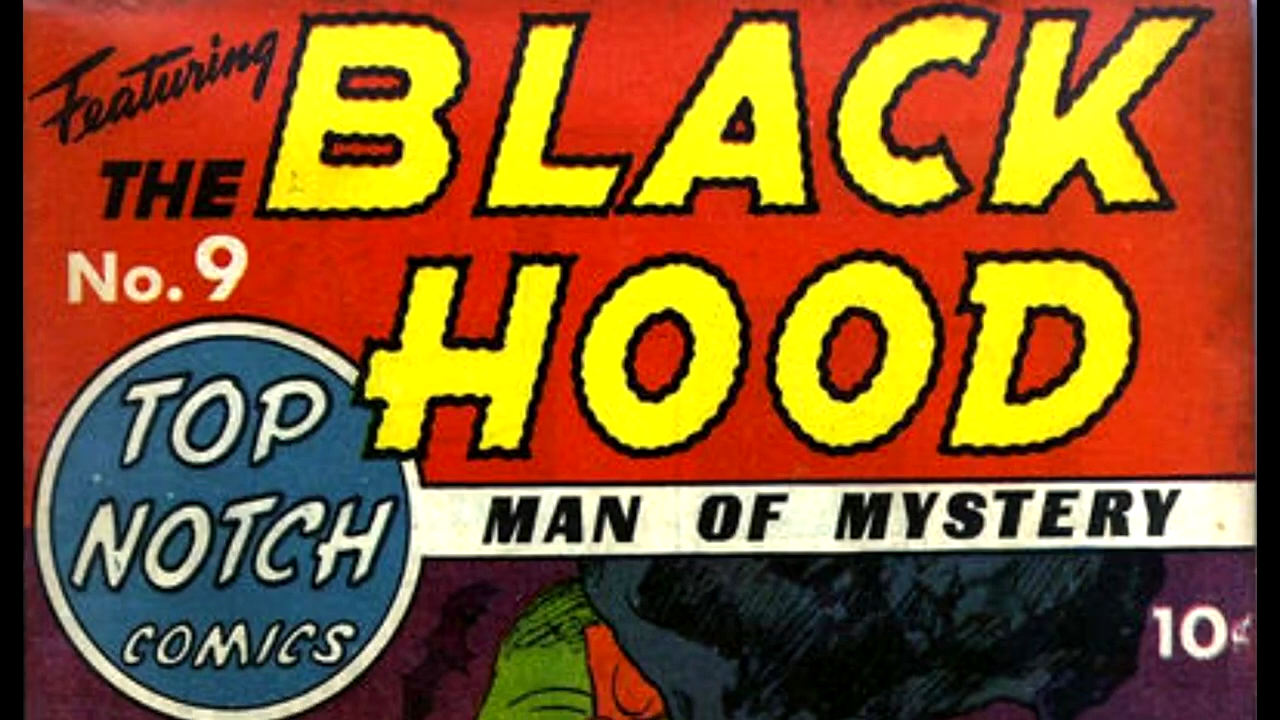 Featuring
THE BLACK
HOOD
No. 9
TOP
NOTCH
COMICS
MAN OF MYSTERY
10¢